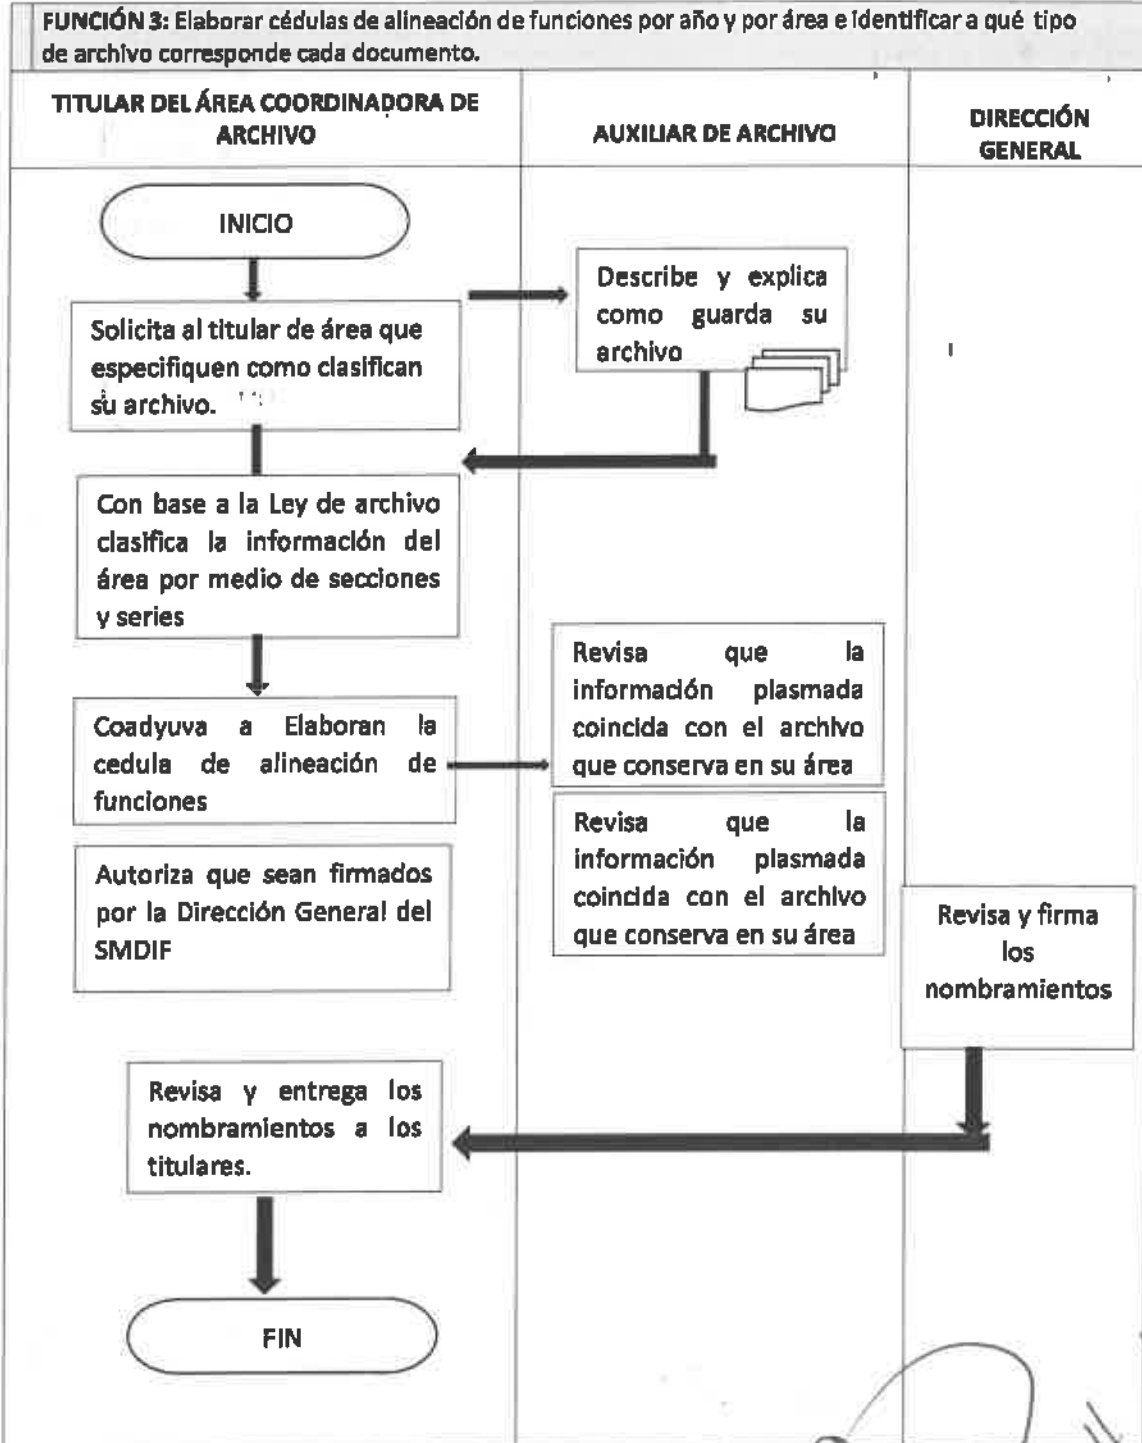 FUNCIÓN 3: Elaborar cédulas de alineación de funciones por año y por área e identificar a qué tipo
de archivo corresponde cada documento.
TITULAR DEL ÁREA COORDINADORA DE
ARCHIVO
AUXILIAR DE ARCHIVO
DIRECCIÓN
GENERAL
INICIO
Solicita al titular de área que
especifiquen como clasifican
su archivo.
Describe y explica
como guarda su
archivo
Con base a la Ley de archivo
clasifica la información del
área por medio de secciones
y series
Coadyuva a Elaboran la
cedula de alineación de
funciones
Revisa que la
información plasmada
coincida con el archivo
que conserva en su área
Revisa que la
información plasmada
coincida con el archivo
que conserva en su área
Autoriza que sean firmados
por la Dirección General del
SMDIF
Revisa y firma
los
nombramientos
Revisa y entrega los
nombramientos a los
titulares.
FIN